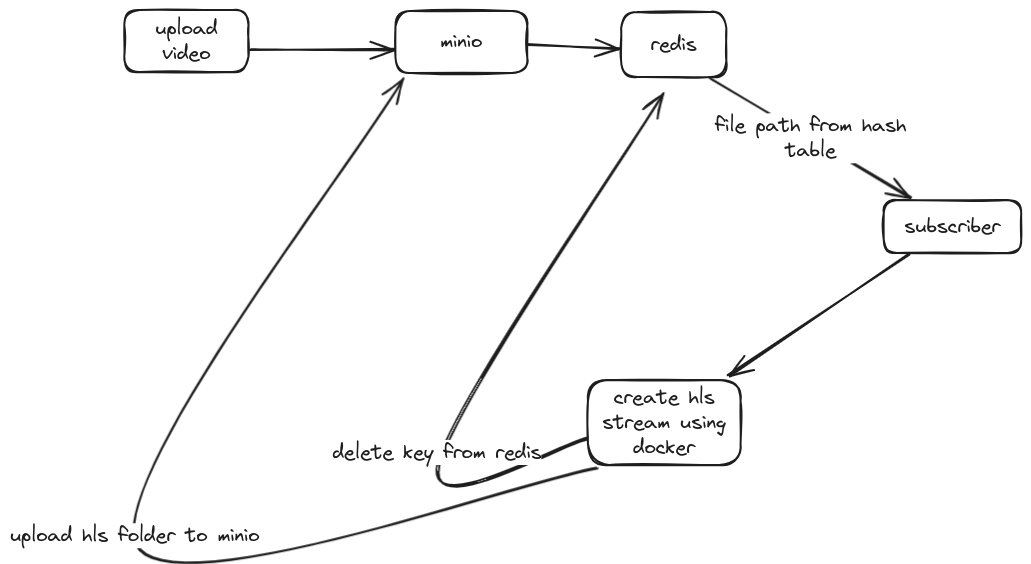 upload
video
minio
redis
file path from hash
table
subscriber
create hls
stream using
docker
delete key from redis
upload hls folder to minio